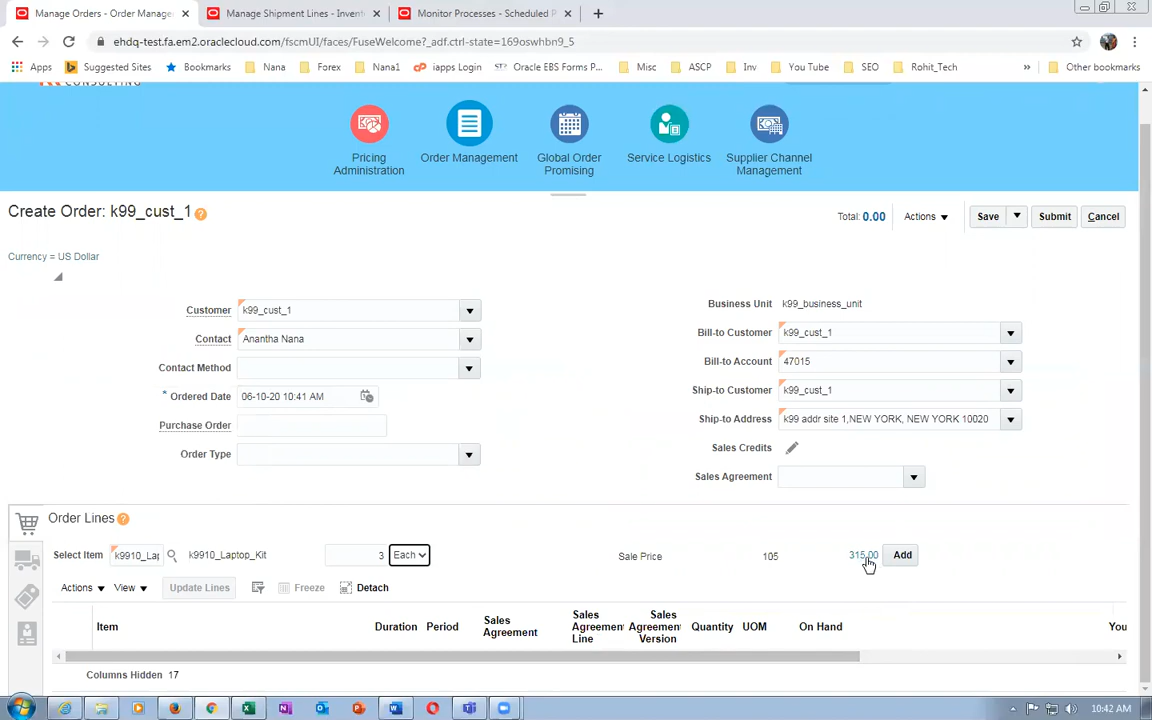 Manage Orders - Order Manage
Manage Shipment Lines - Invent
Monitor Processes - Scheduled P
ehdq-test.fa.em2.oraclecloud.com/fscmUI/faces/FuseWelcome?_adf.ctrl-state=169oswhbn9_5
Apps Suggested Sites Bookmarks Nana Forex Nana1 iapps Login Oracle EBS Forms P... Misc ASCP Inv You Tube SEO Rohit_Tech » Other bookmarks
CONSULTING
Pricing Administration
Order Management
Global Order Promising
Service Logistics
Supplier Channel Management
Create Order: k99_cust_1
Total: 0.00 Actions Save Submit Cancel
Currency = US Dollar
Customer k99_cust_1
Contact Anantha Nana
Contact Method
* Ordered Date 06-10-20 10:41 AM
Purchase Order
Order Type
Business Unit k99_business_unit
Bill-to Customer k99_cust_1
Bill-to Account 47015
Ship-to Customer k99_cust_1
Ship-to Address k99 addr site 1,NEW YORK, NEW YORK 10020
Sales Credits
Sales Agreement
Order Lines
Select Item k9910_Lap k9910_Laptop_Kit 3 Each Sale Price 105 315.00 Add
Actions View Update Lines Freeze Detach
Item Duration Period Sales Agreement Sales Agreement Line Sales Agreement Version Quantity UOM On Hand You
Columns Hidden 17
10:42 AM